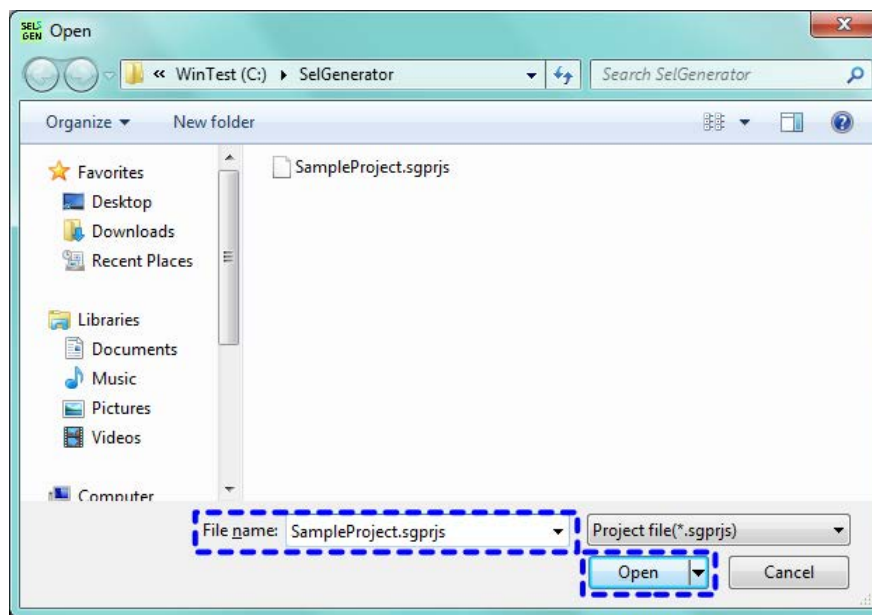 SEL
GEN Open
« WinTest (C:) SelGenerator Search SelGenerator
Organize New folder
Favorites
Desktop
Downloads
Recent Places
Libraries
Documents
Music
Pictures
Videos
Computer
SampleProject.sgprjs
File name: SampleProject.sgprjs Project file(*.sgprjs)
Open Cancel